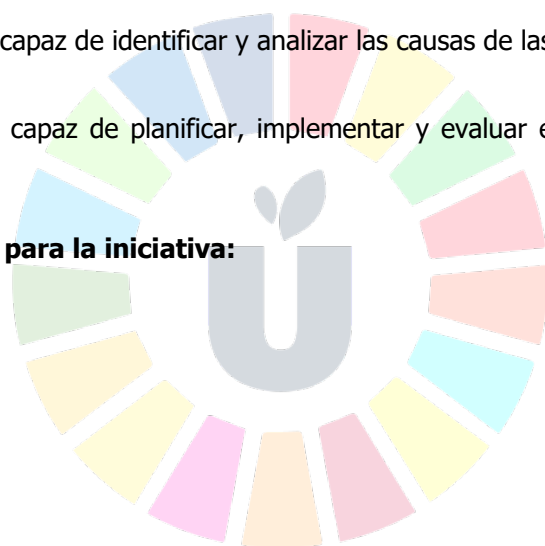 capaz de identificar y analizar las causas de las
capaz de planificar, implementar y evaluar e
para la iniciativa: